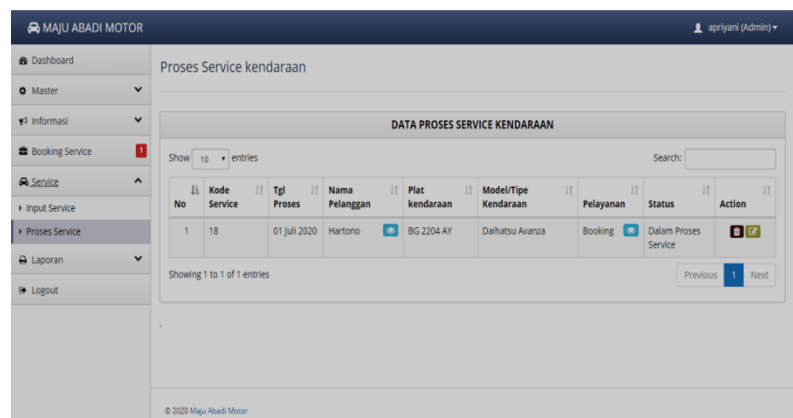 MAJU ABADI MOTOR
apriyani (Admin)
Dashboard
Master
Informasi
Booking Service 1
Service
Input Service
Proses Service
Laporan
Logout
Proses Service kendaraan
DATA PROSES SERVICE KENDARAAN
Show 10 entries Search:
No Kode Service Tgl Proses Nama Pelanggan Plat kendaraan Model/Tipe Kendaraan Pelayanan Status Action
1 18 01 Juli 2020 Hartono BG 2204 AY Daihatsu Avanza Booking Dalam Proses Service
Showing 1 to 1 of 1 entries
Previous 1 Next
© 2020 Maju Abadi Motor